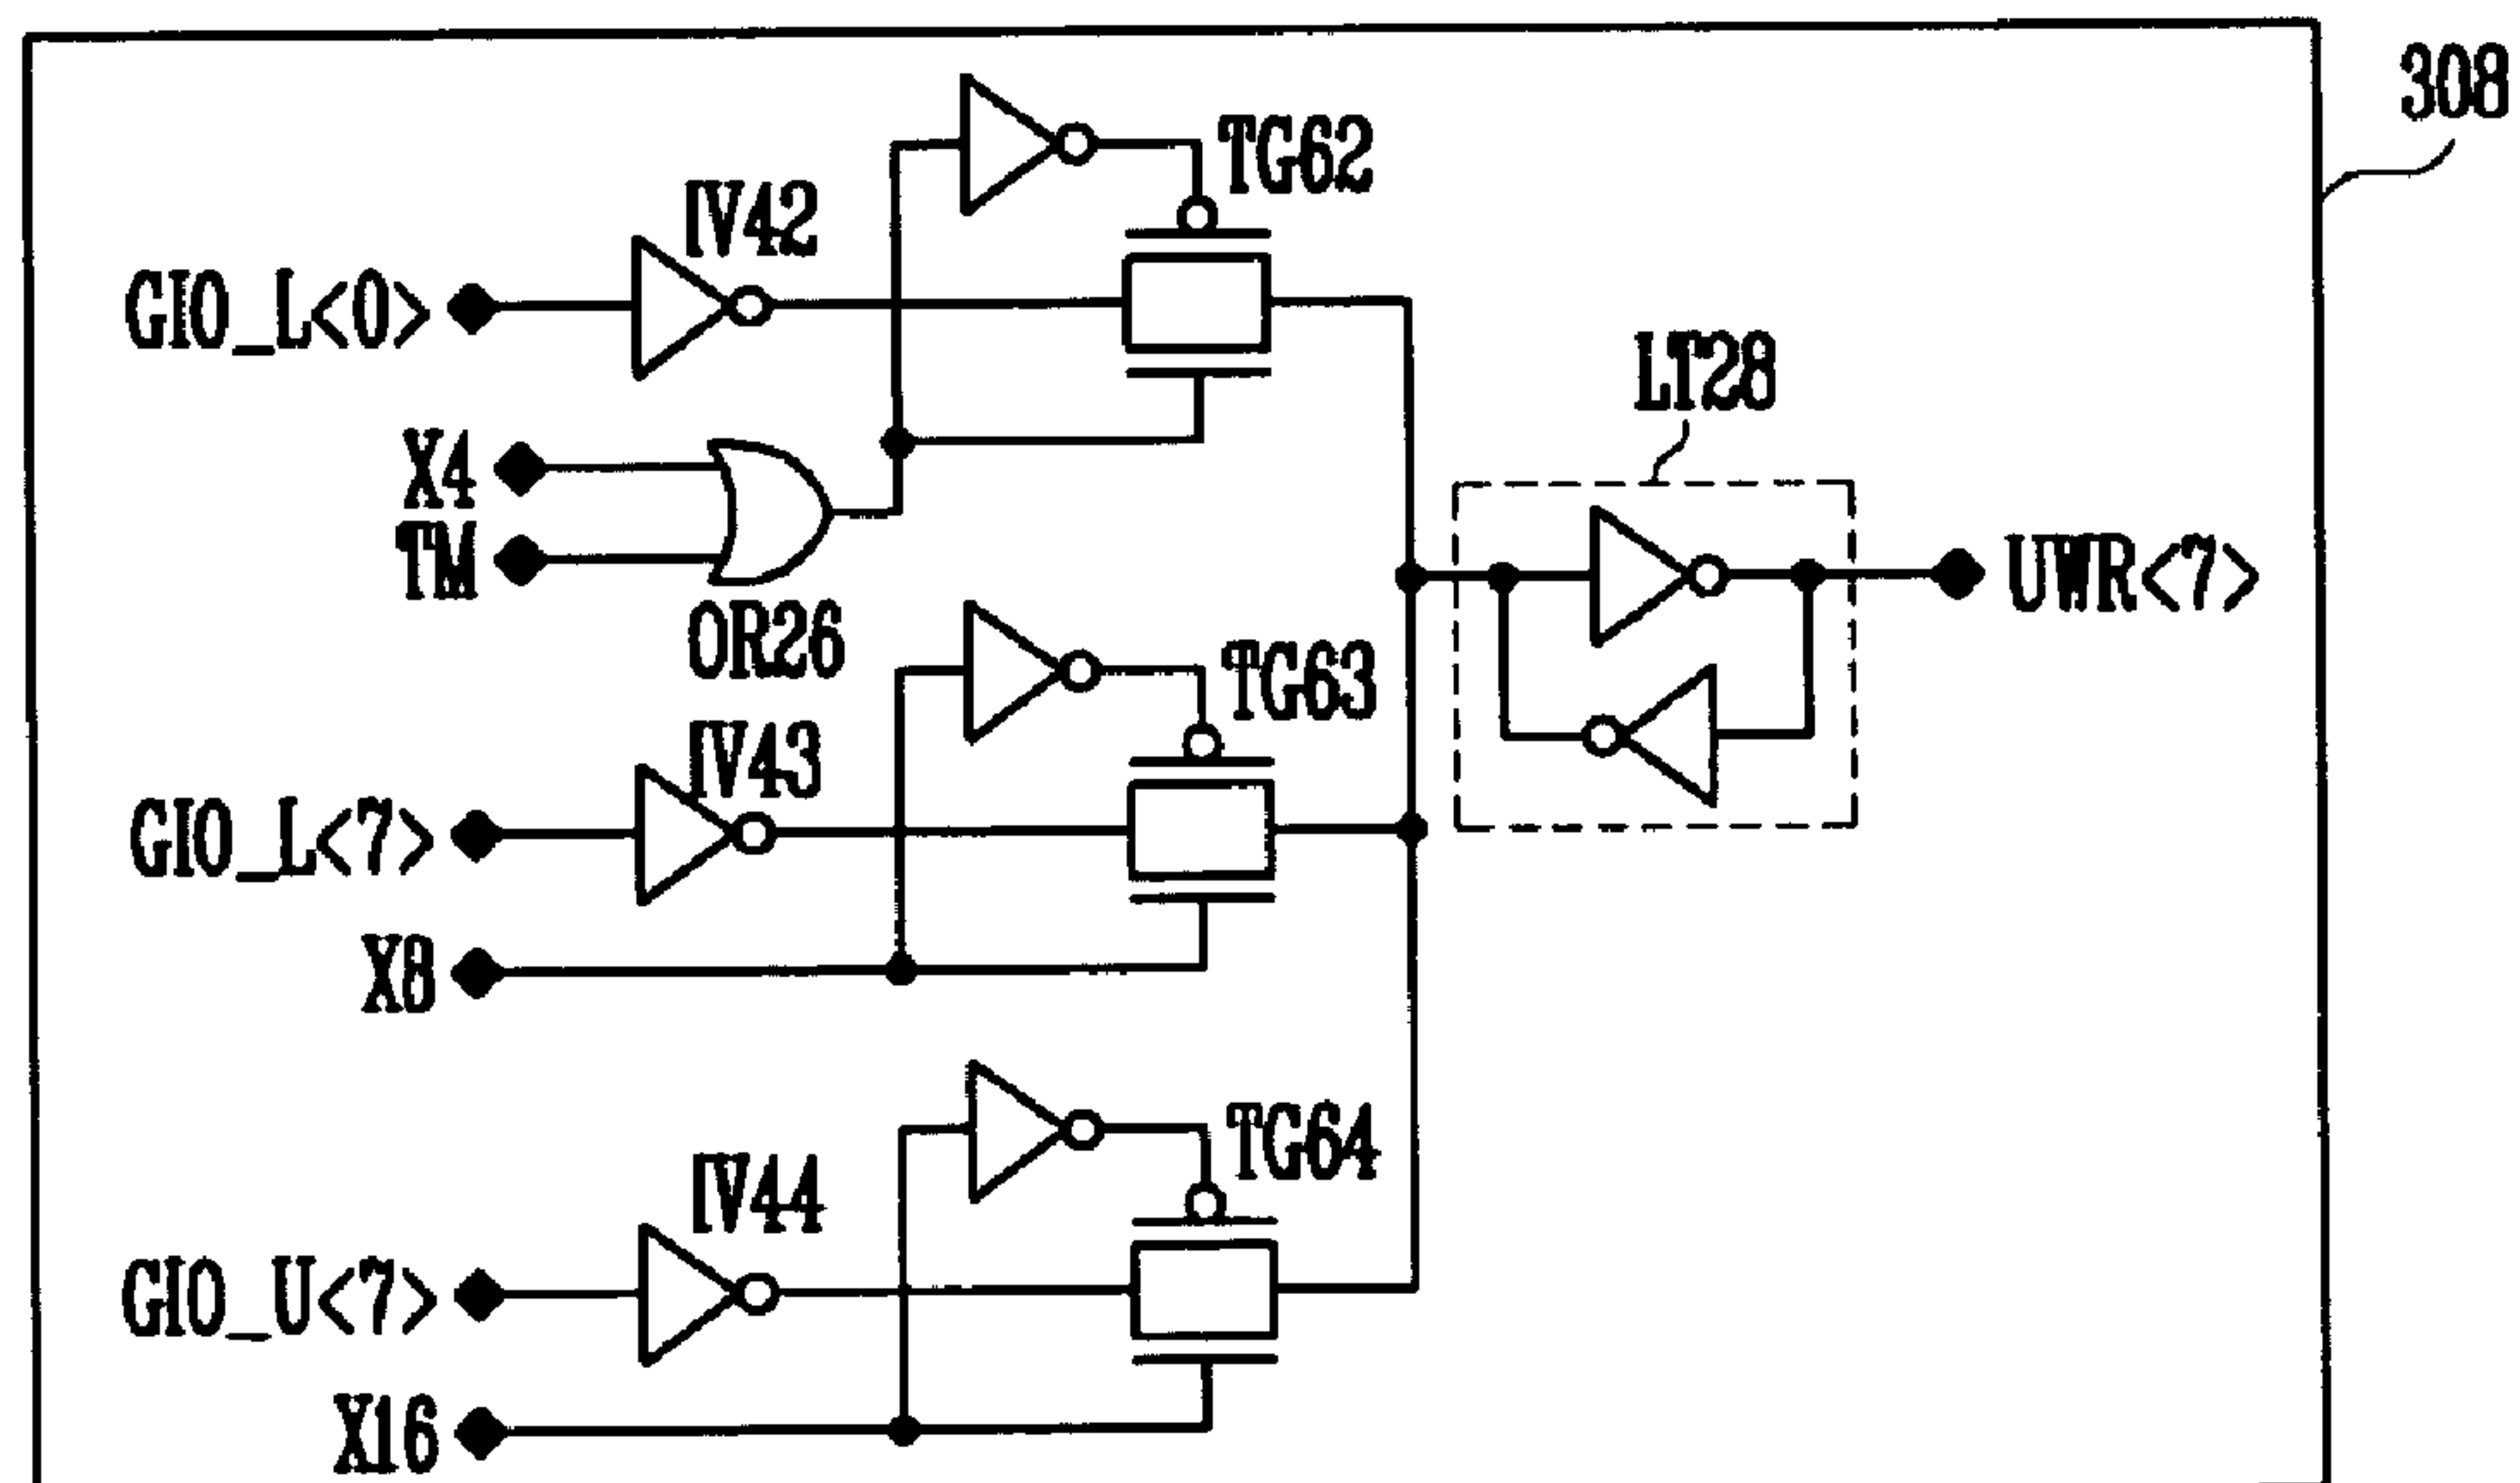 308
TG62
IV42
GIO_L<0>
LT28
X4
TM
UWR<7>
OR26
TG63
IV43
GIO_L<7>
X8
TG64
IV44
GIO_U<7>
X16